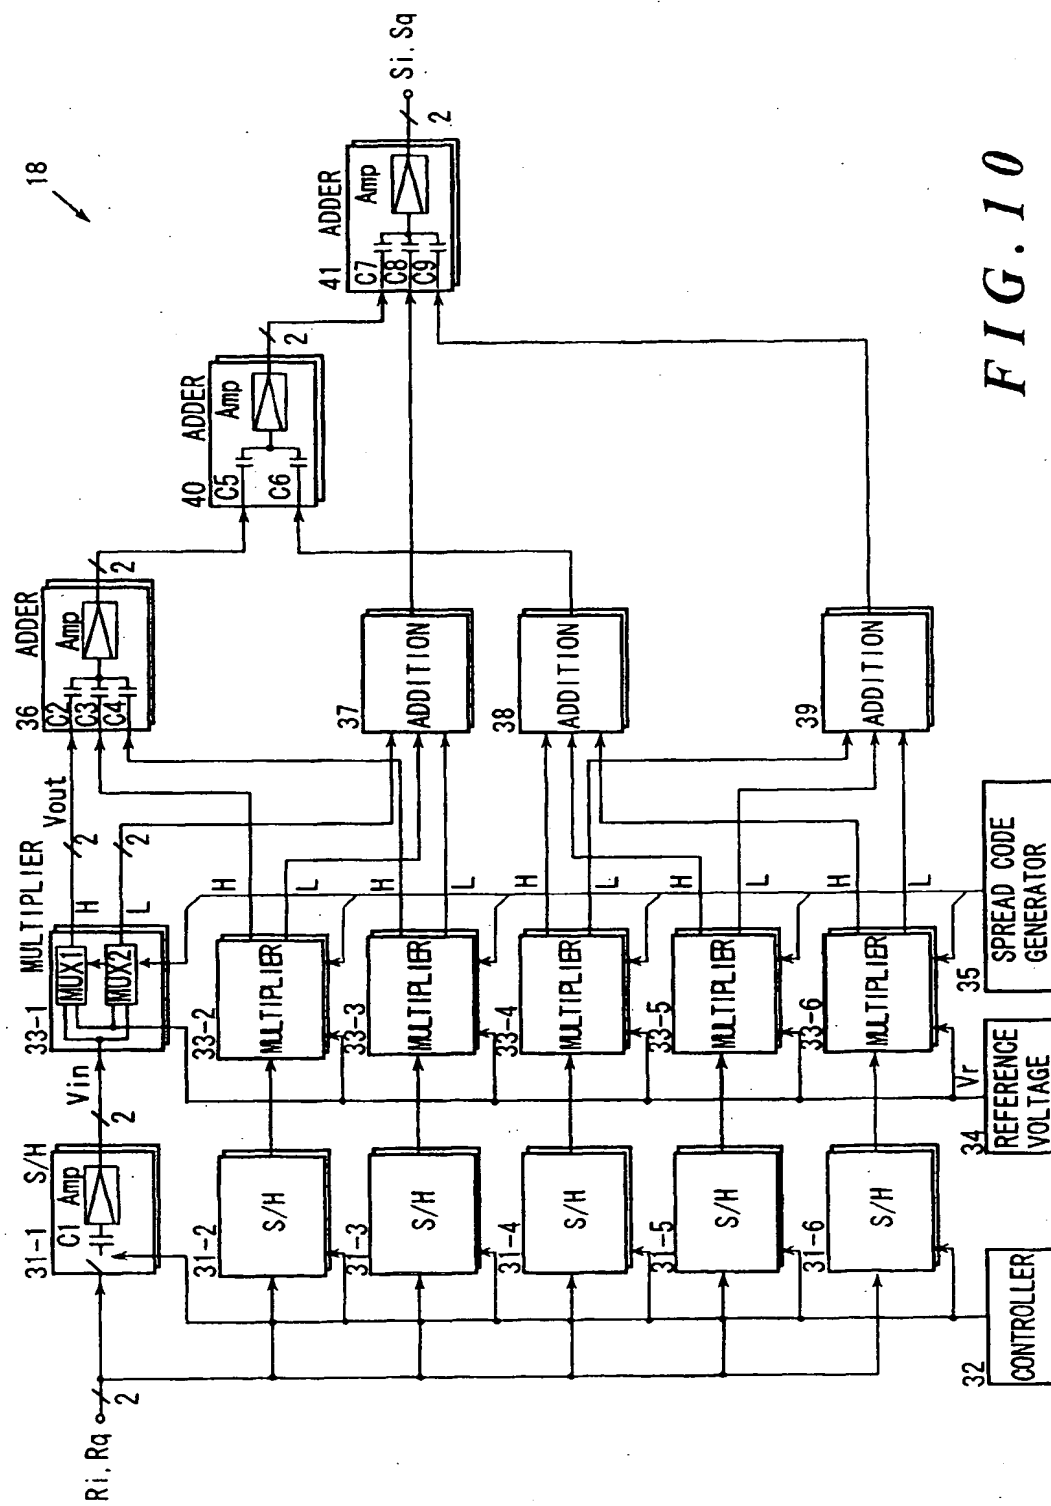 18
Ri, Rq
2
31-1
S/H
C1
Amp
Vin
2
33-1
MULTIPLIER
MUX1
MUX2
H
L
Vout
2
2
36
ADDER
C2
C3
C4
Amp
2
40
ADDER
C5
C6
Amp
2
41
ADDER
C7
C8
C9
Amp
2
Si, Sq
31-2
S/H
33-2
MULTIPLIER
H
L
31-3
S/H
33-3
MULTIPLIER
H
L
37
ADDITION
31-4
S/H
33-4
MULTIPLIER
H
L
38
ADDITION
31-5
S/H
33-5
MULTIPLIER
H
L
31-6
S/H
33-6
MULTIPLIER
H
L
39
ADDITION
Vr
32
CONTROLLER
34
REFERENCE
VOLTAGE
35
SPREAD CODE
GENERATOR
FIG. 10